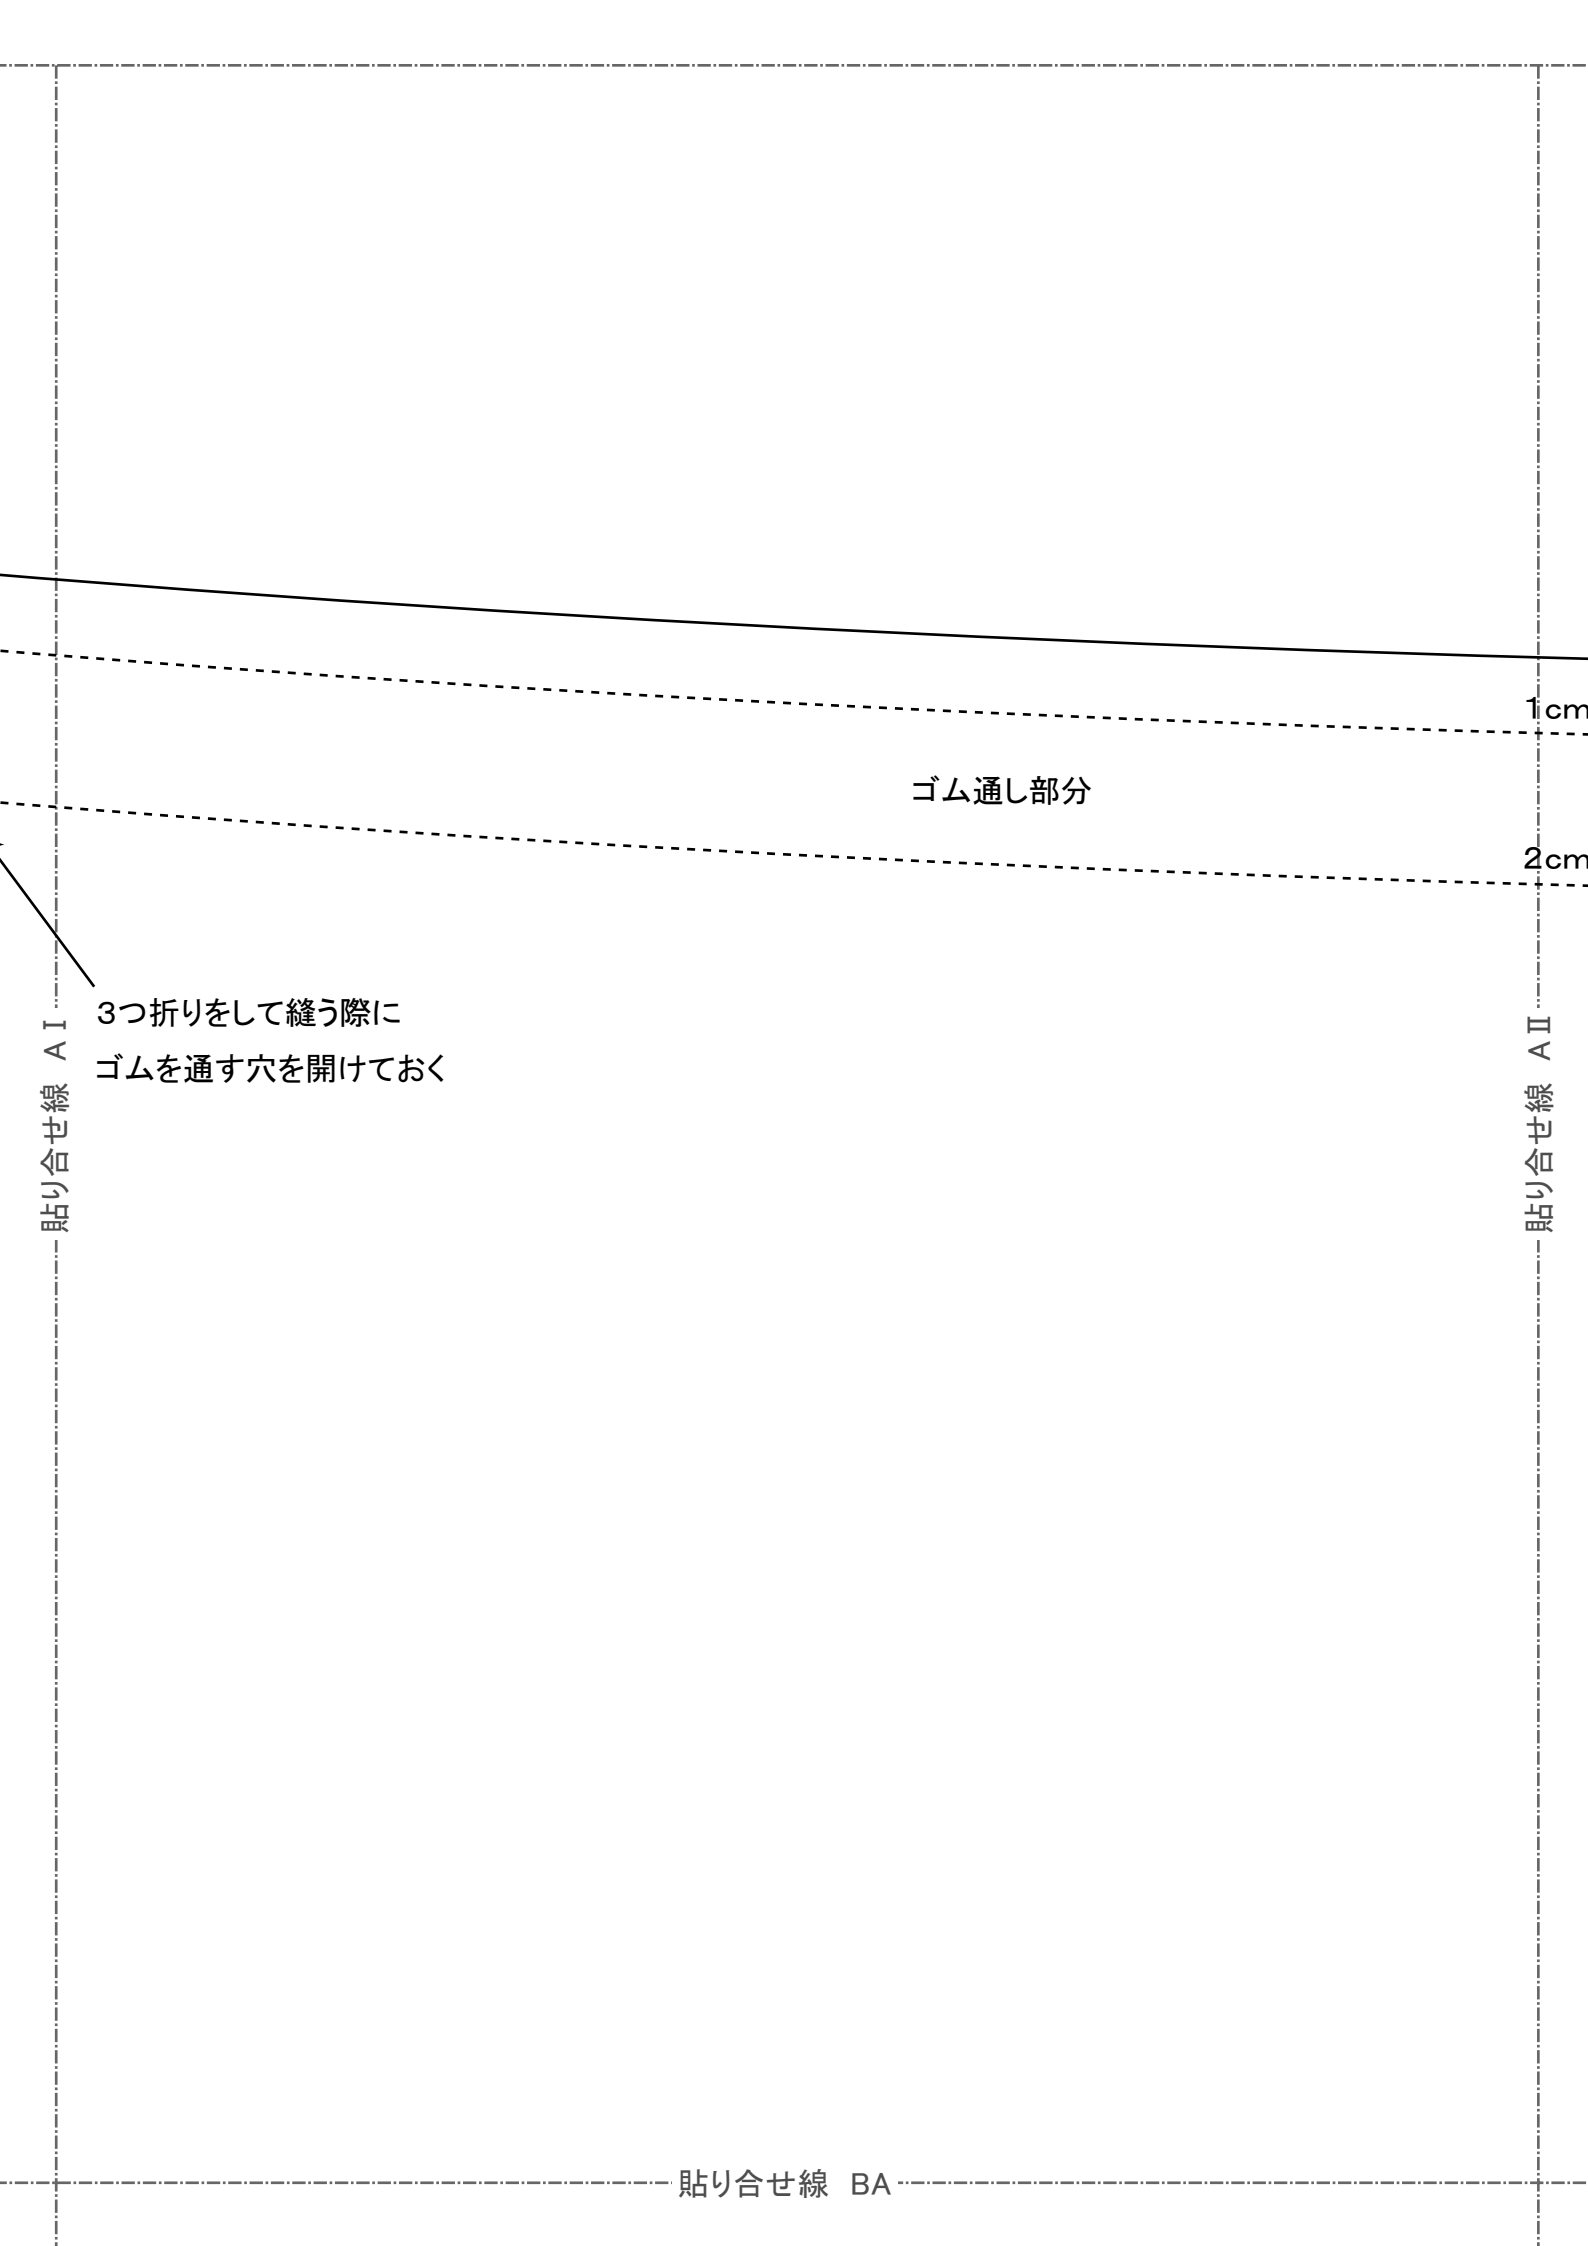 1cm
ゴム通し部分
2cm
3つ折りをして縫う際に
ゴムを通す穴を開けておく
貼り合せ線　AⅠ
貼り合せ線　AⅡ
貼り合せ線　BA